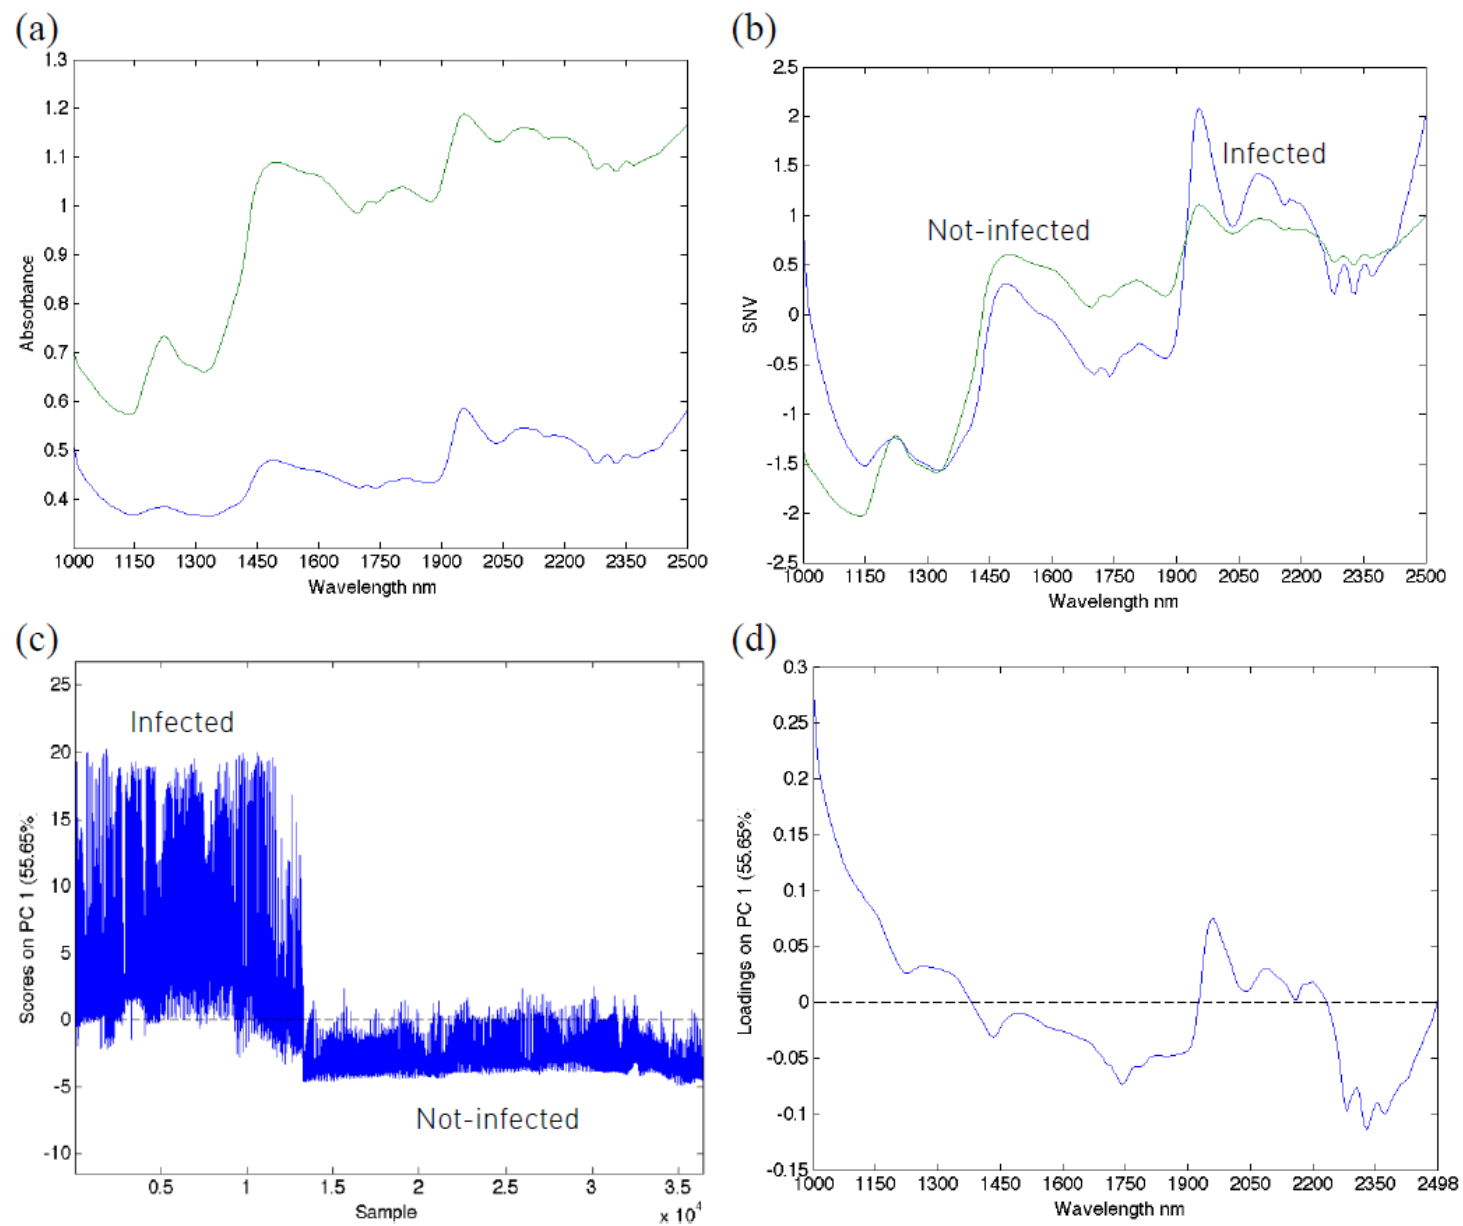 (a)
1.3
1.2
1.1
1
0.9
0.8
0.7
0.6
0.5
0.4
Absorbance
1000 1150 1300 1450 1600 1750 1900 2050 2200 2350 2500
Wavelength nm
(b)
2.5
2
1.5
1
0.5
0
-0.5
-1
-1.5
-2
-2.5
SNV
Infected
Not-infected
1000 1150 1300 1450 1600 1750 1900 2050 2200 2350 2500
Wavelength nm
(c)
25
20
15
10
5
0
-5
-10
Scores on PC 1 (55.65%
Infected
Not-infected
0.5 1 1.5 2 2.5 3 3.5
Sample
x 10⁴
(d)
0.3
0.25
0.2
0.15
0.1
0.05
0
-0.05
-0.1
-0.15
Loadings on PC 1 (55.65%
1000 1150 1300 1450 1600 1750 1900 2050 2200 2350 2498
Wavelength nm